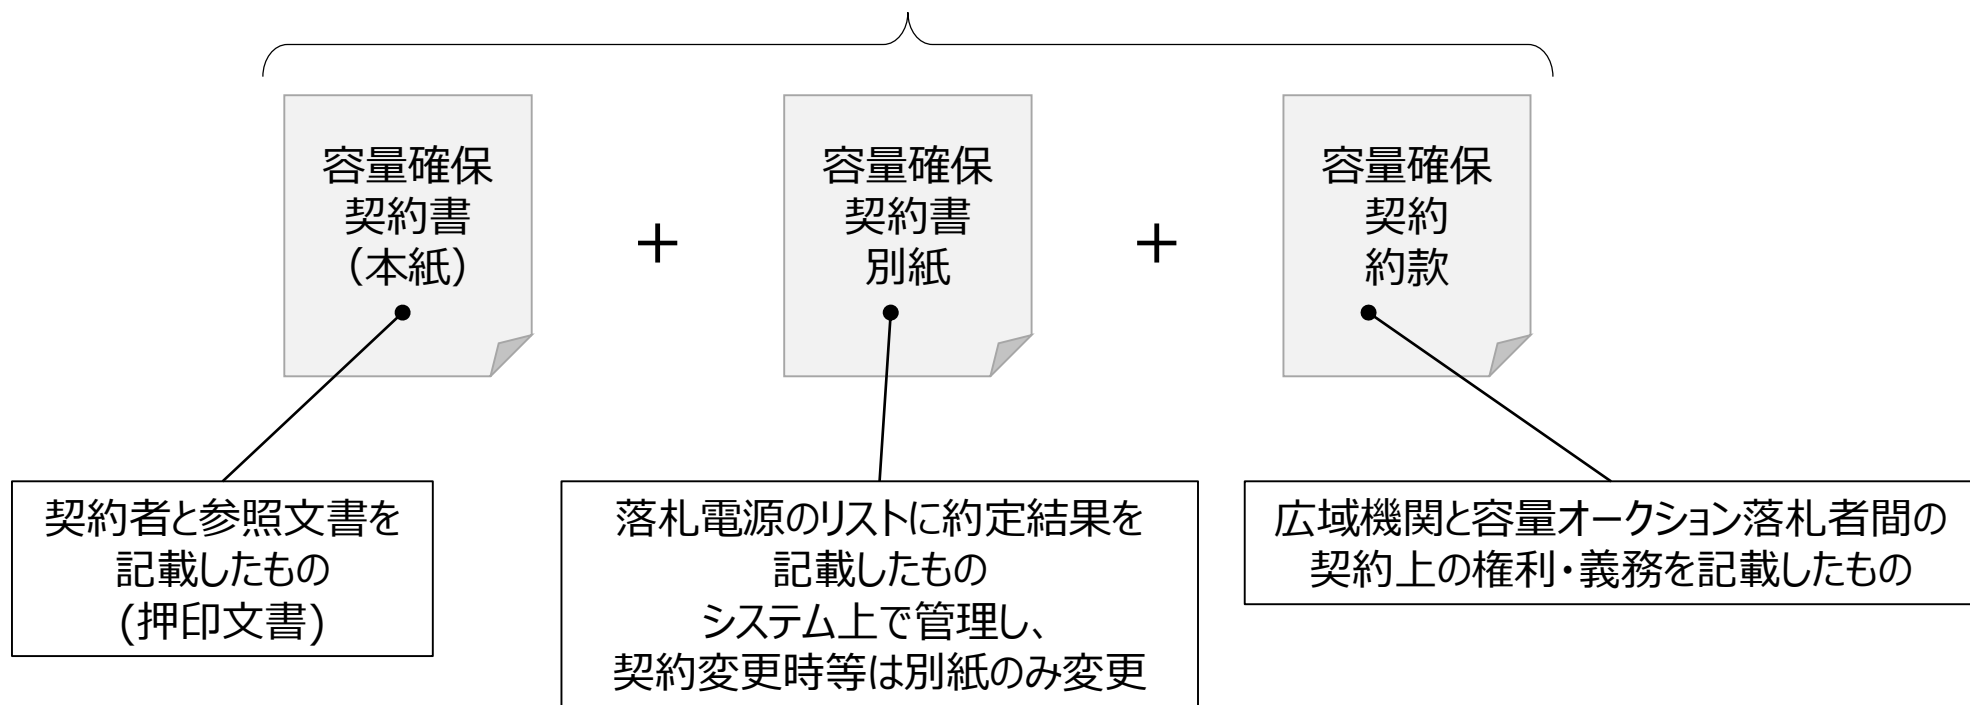 容量確保
契約書
（本紙）
＋
容量確保
契約書
別紙
＋
容量確保
契約
約款
契約者と参照文書を
記載したもの
(押印文書)
落札電源のリストに約定結果を
記載したもの
システム上で管理し、
契約変更時等は別紙のみ変更
広域機関と容量オークション落札者間の
契約上の権利・義務を記載したもの